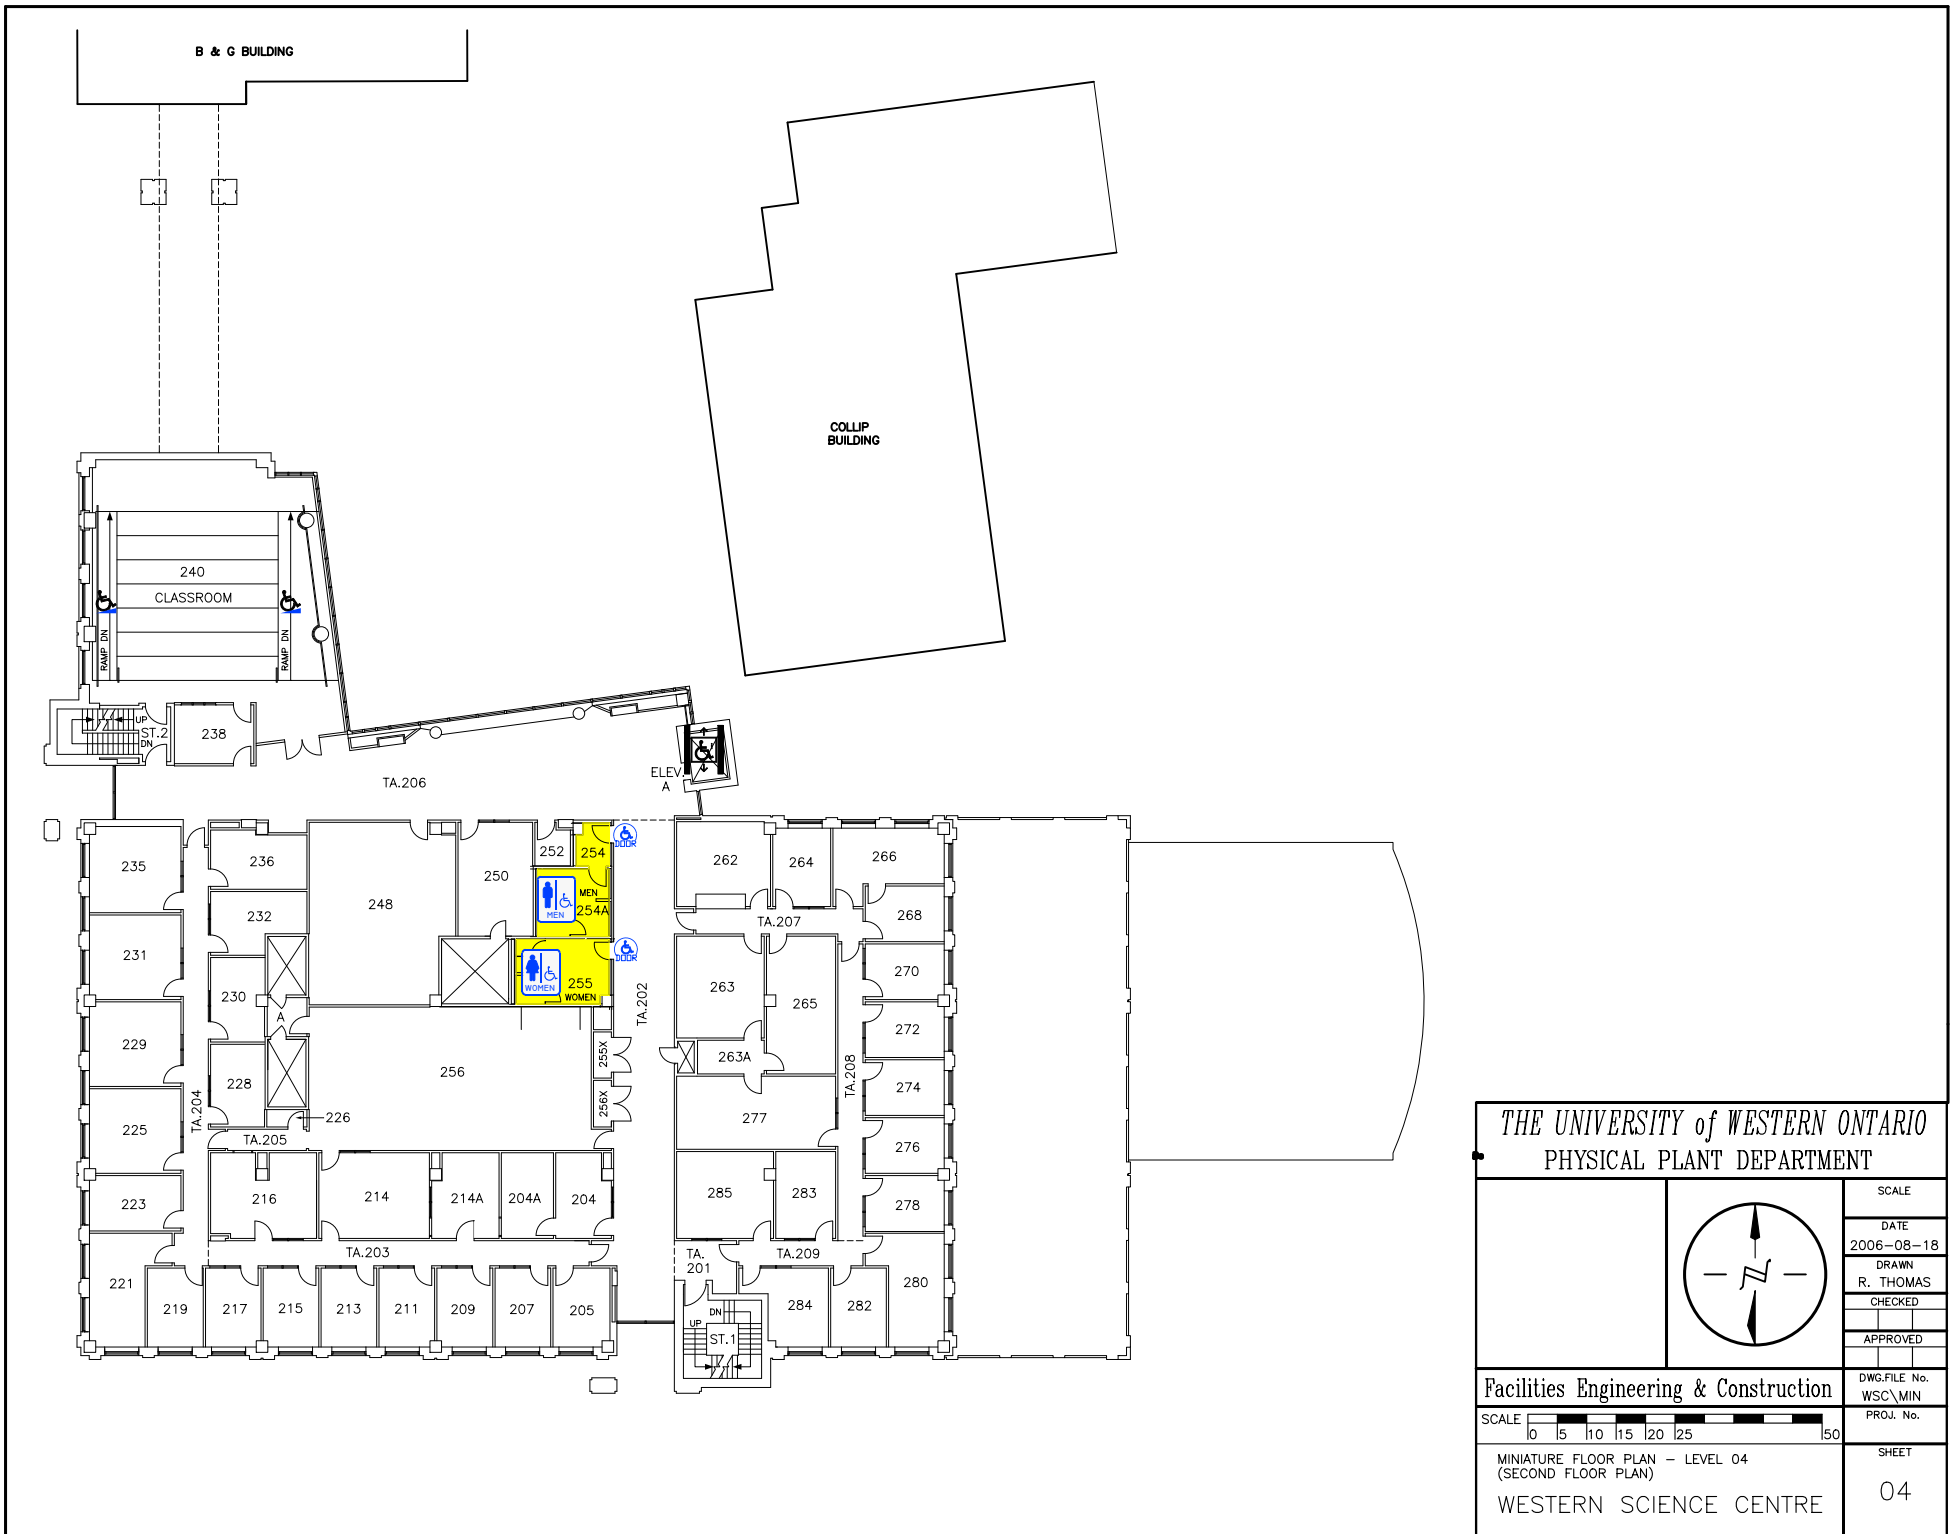 B & G BUILDING
COLLIP
BUILDING
240
CLASSROOM
RAMP DN
RAMP DN
UP
ST.2
DN
238
TA.206
ELEV.
A
235
236
248
250
252
254
DOOR
MEN
MEN
254A
262
264
266
232
TA.207
268
231
230
A
DOOR
255
WOMEN
WOMEN
TA.202
263
265
270
229
228
256
255X
256X
263A
272
TA.208
274
TA.204
226
225
TA.205
277
276
223
216
214
214A
204A
204
285
283
278
TA.203
TA.
201
TA.209
221
219
217
215
213
211
209
207
205
DN
UP
ST.1
284
282
280
THE UNIVERSITY of WESTERN ONTARIO
PHYSICAL PLANT DEPARTMENT
N
SCALE
DATE
2006-08-18
DRAWN
R. THOMAS
CHECKED
APPROVED
Facilities Engineering & Construction
DWG.FILE No.
WSC\MIN
SCALE
0 5 10 15 20 25 50
PROJ. No.
MINIATURE FLOOR PLAN - LEVEL 04
(SECOND FLOOR PLAN)
WESTERN SCIENCE CENTRE
SHEET
04